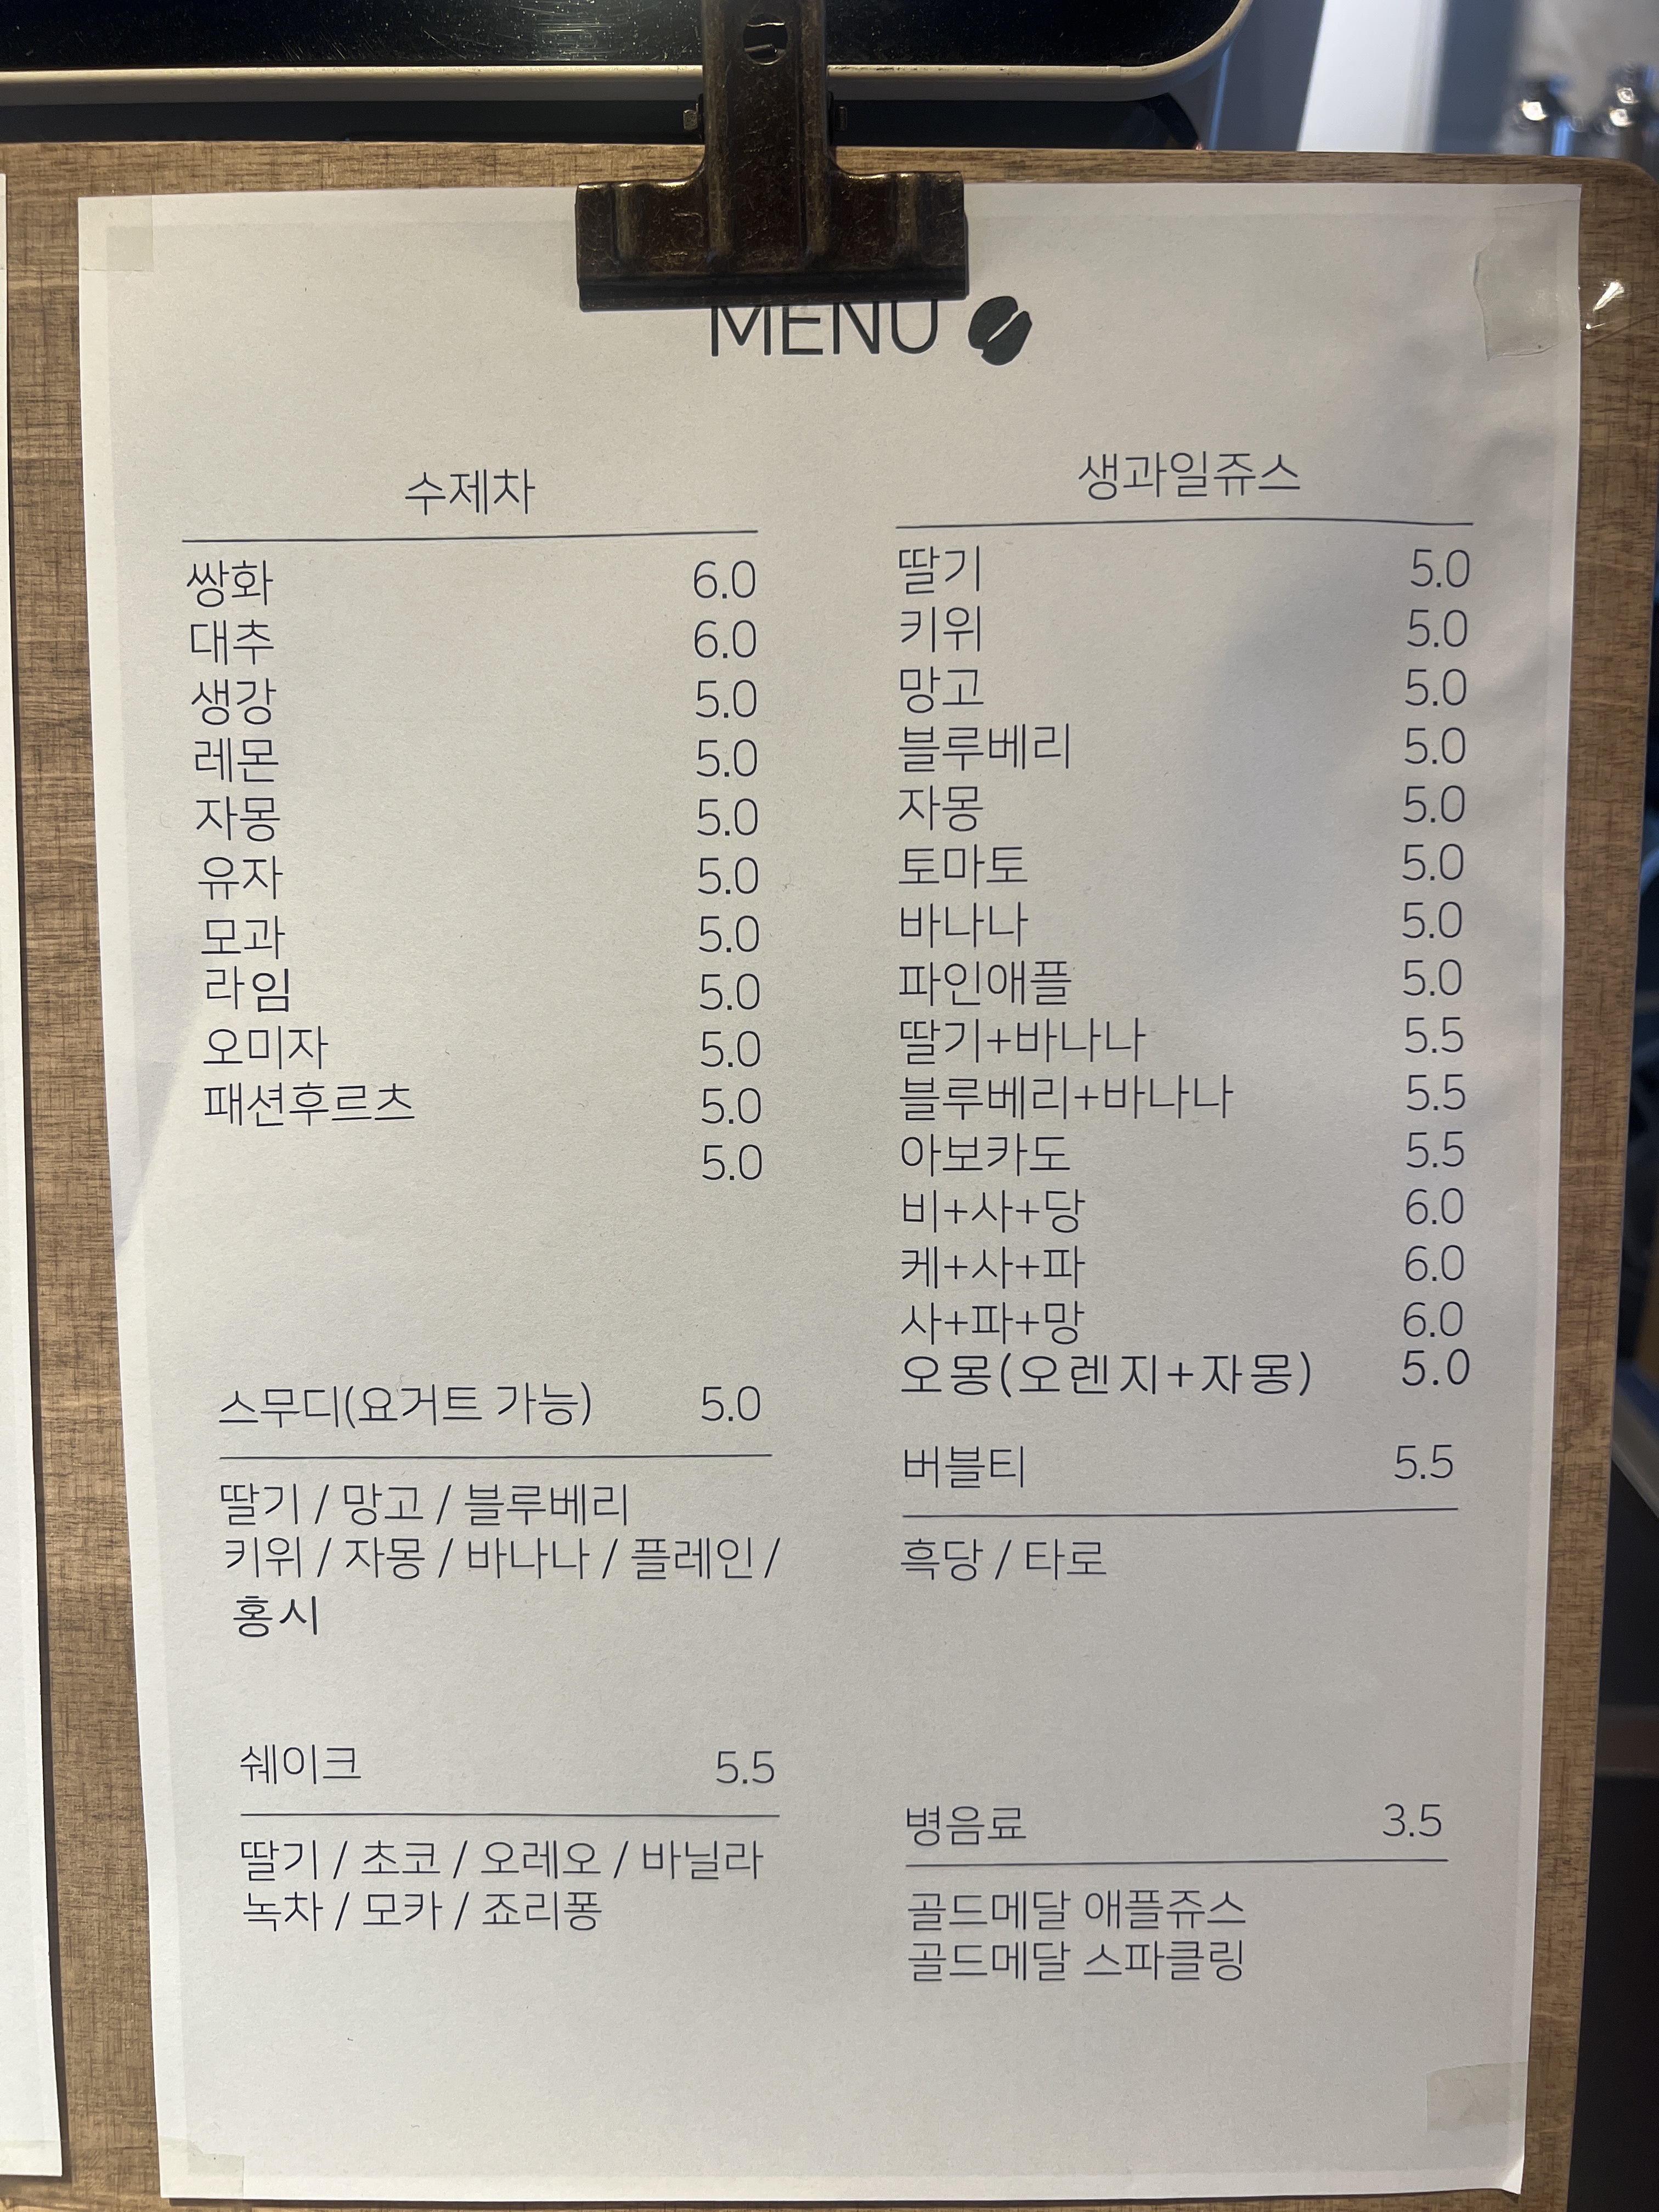 MENU
수제차
쌍화 6.0
대추 6.0
생강 5.0
레몬 5.0
자몽 5.0
유자 5.0
모과 5.0
라임 5.0
오미자 5.0
패션후르츠 5.0
5.0
스무디(요거트 가능) 5.0
딸기 / 망고 / 블루베리
키위 / 자몽 / 바나나 / 플레인 /
홍시
쉐이크 5.5
딸기 / 초코 / 오레오 / 바닐라
녹차 / 모카 / 죠리퐁
생과일쥬스
딸기 5.0
키위 5.0
망고 5.0
블루베리 5.0
자몽 5.0
토마토 5.0
바나나 5.0
파인애플 5.0
딸기+바나나 5.5
블루베리+바나나 5.5
아보카도 5.5
비+사+당 6.0
케+사+파 6.0
사+파+망 6.0
오몽(오렌지+자몽) 5.0
버블티 5.5
흑당 / 타로
병음료 3.5
골드메달 애플쥬스
골드메달 스파클링